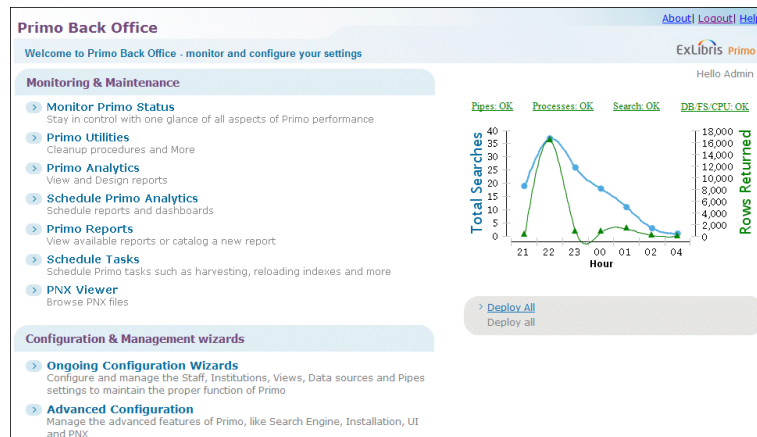 About| Logout| Help
Primo Back Office
Welcome to Primo Back Office - monitor and configure your settings
ExLibris Primo
Hello Admin
Monitoring & Maintenance
Monitor Primo Status
Stay in control with one glance of all aspects of Primo performance
Primo Utilities
Cleanup procedures and More
Primo Analytics
View and Design reports
Schedule Primo Analytics
Schedule reports and dashboards
Primo Reports
View available reports or catalog a new report
Schedule Tasks
Schedule Primo tasks such as harvesting, reloading indexes and more
PNX Viewer
Browse PNX files
Pipes: OK Processes: OK Search: OK DB/FS/CPU: OK
Total Searches
40
35
30
25
20
15
10
5
0
18,000
16,000
14,000
12,000
10,000
8,000
6,000
4,000
2,000
0
Rows Returned
21 22 23 00 01 02 04
Hour
> Deploy All
Deploy all
Configuration & Management wizards
Ongoing Configuration Wizards
Configure and manage the Staff, Institutions, Views, Data sources and Pipes
settings to maintain the proper function of Primo
Advanced Configuration
Manage the advanced features of Primo, like Search Engine, Installation, UI
and PNX